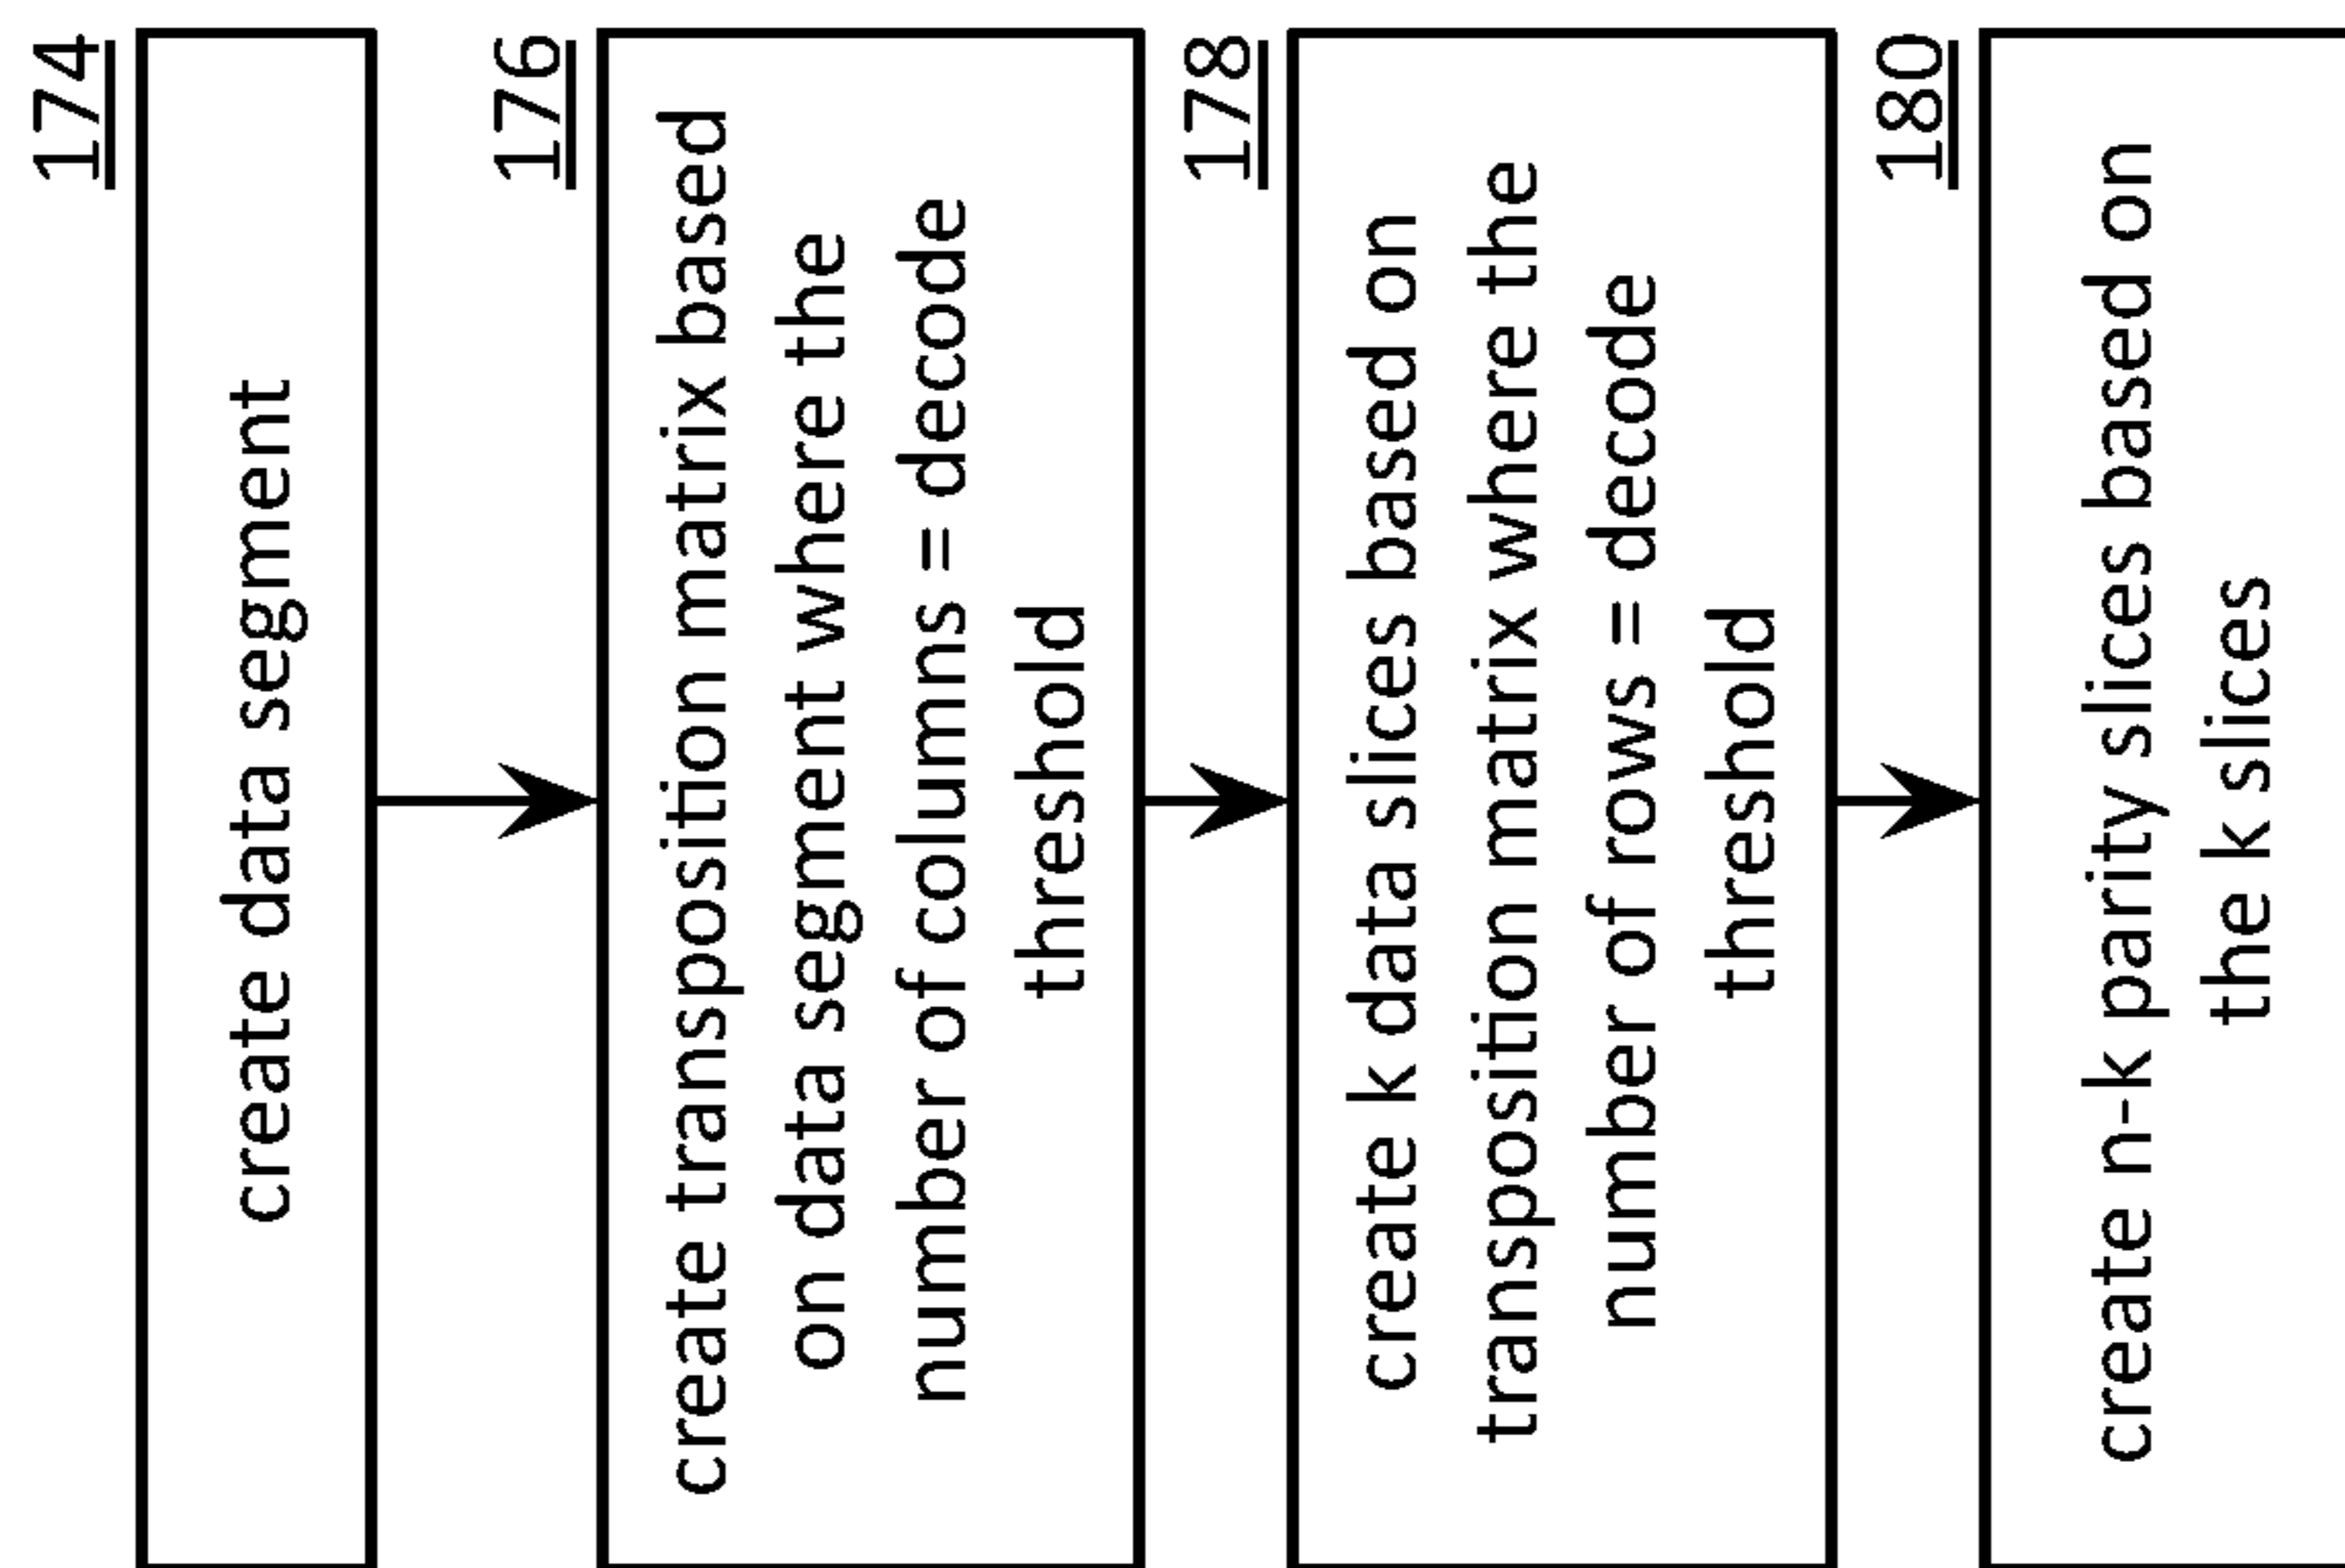 174
create data segment
176
create transposition matrix based
on data segment where the
number of columns = decode
threshold
178
create k data slices based on
transposition matrix where the
number of rows = decode
threshold
180
create n-k parity slices based on
the k slices